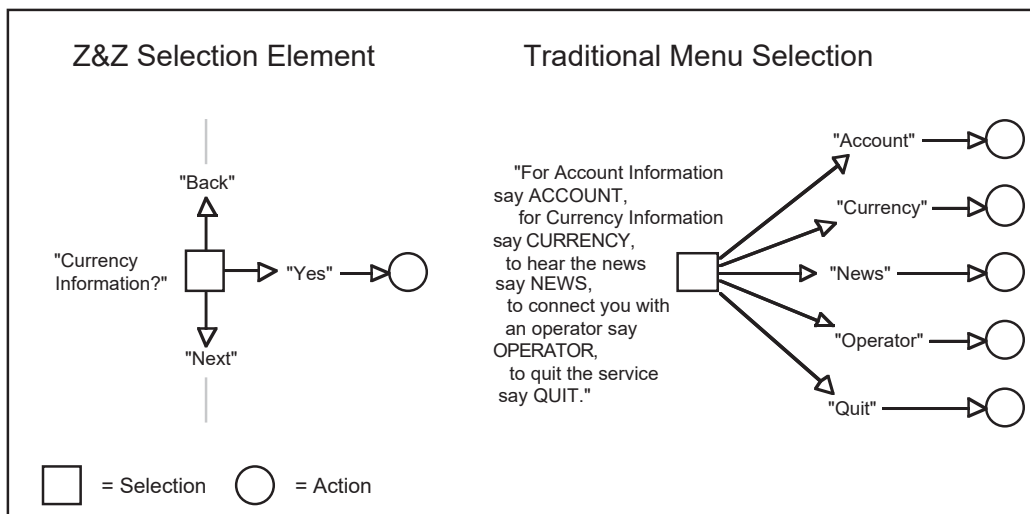 Z&Z Selection Element
"Back"
"Currency
Information?"
"Yes"
"Next"
Traditional Menu Selection
"For Account Information
say ACCOUNT,
for Currency Information
say CURRENCY,
to hear the news
say NEWS,
to connect you with
an operator say
OPERATOR,
to quit the service
say QUIT."
"Account"
"Currency"
"News"
"Operator"
"Quit"
= Selection
= Action